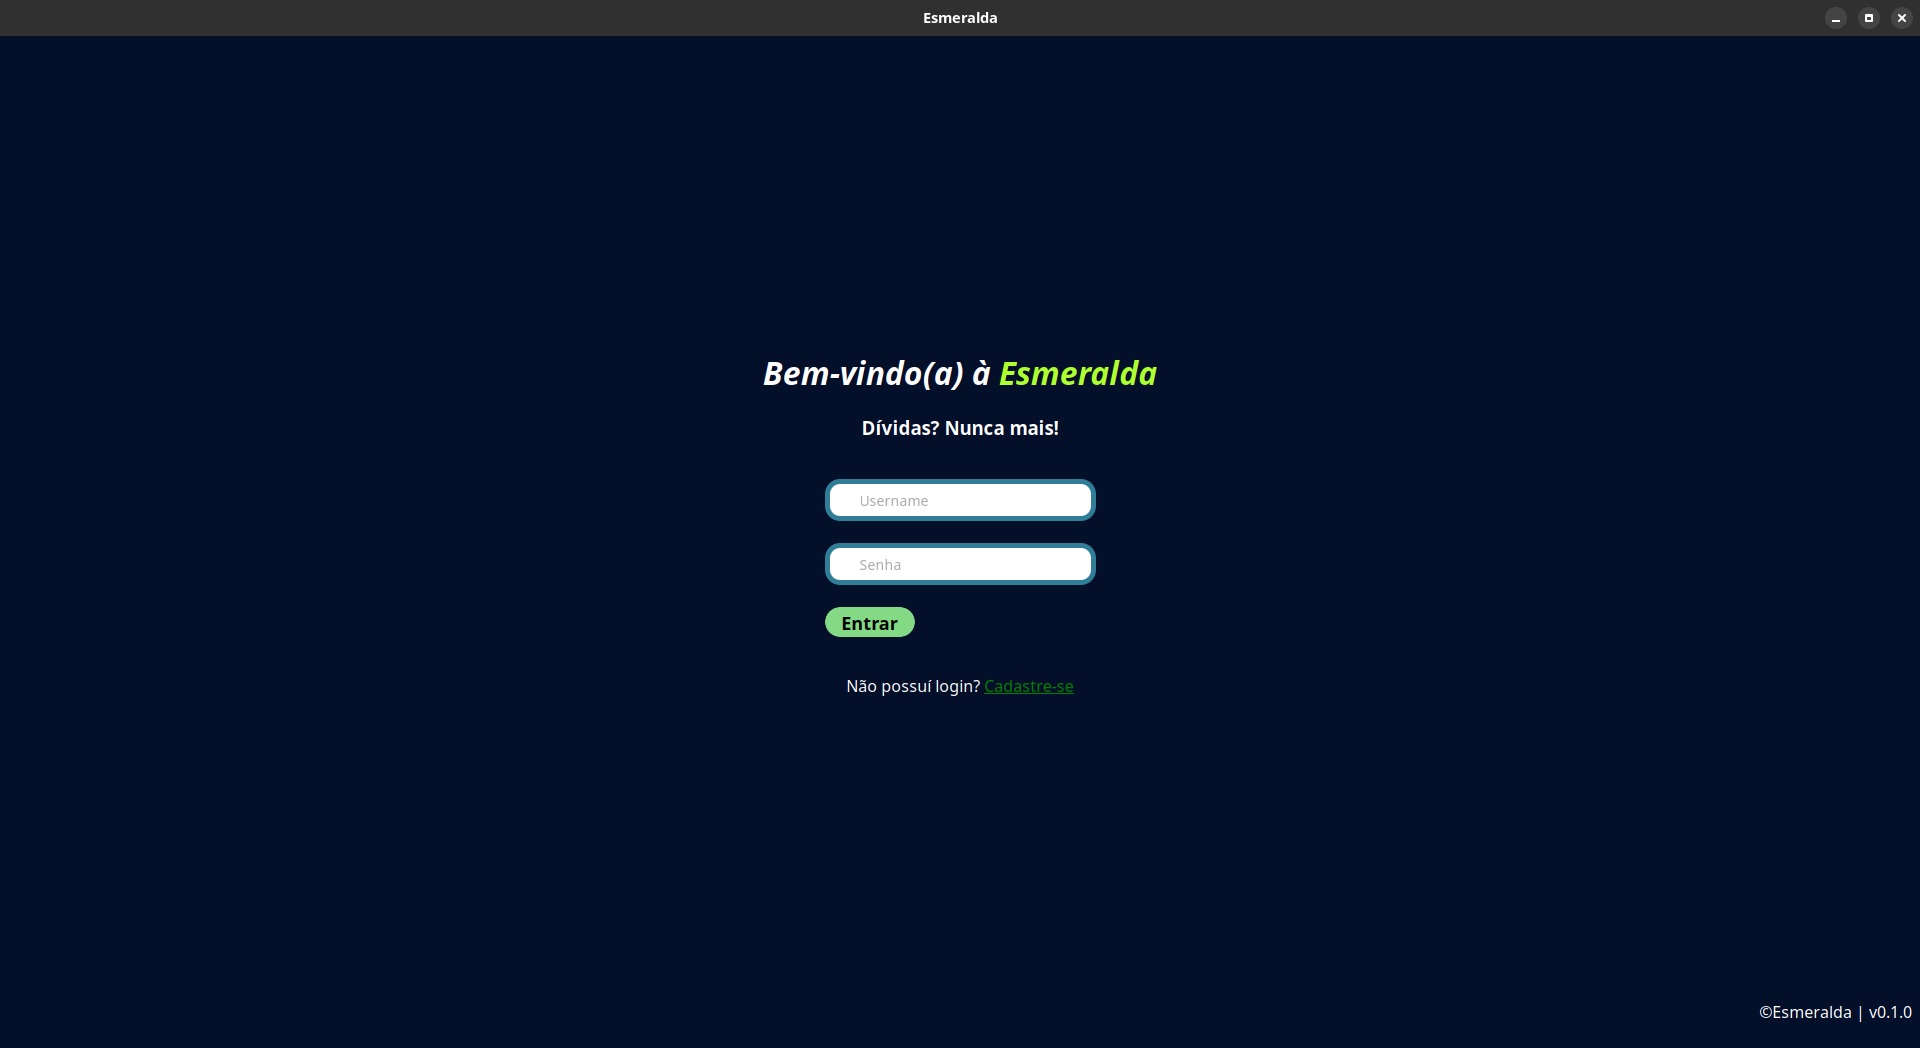 Esmeralda
Bem-vindo(a) à Esmeralda
Dívidas? Nunca mais!
Username
Senha
Entrar
Não possuí login? Cadastre-se
©Esmeralda | v0.1.0